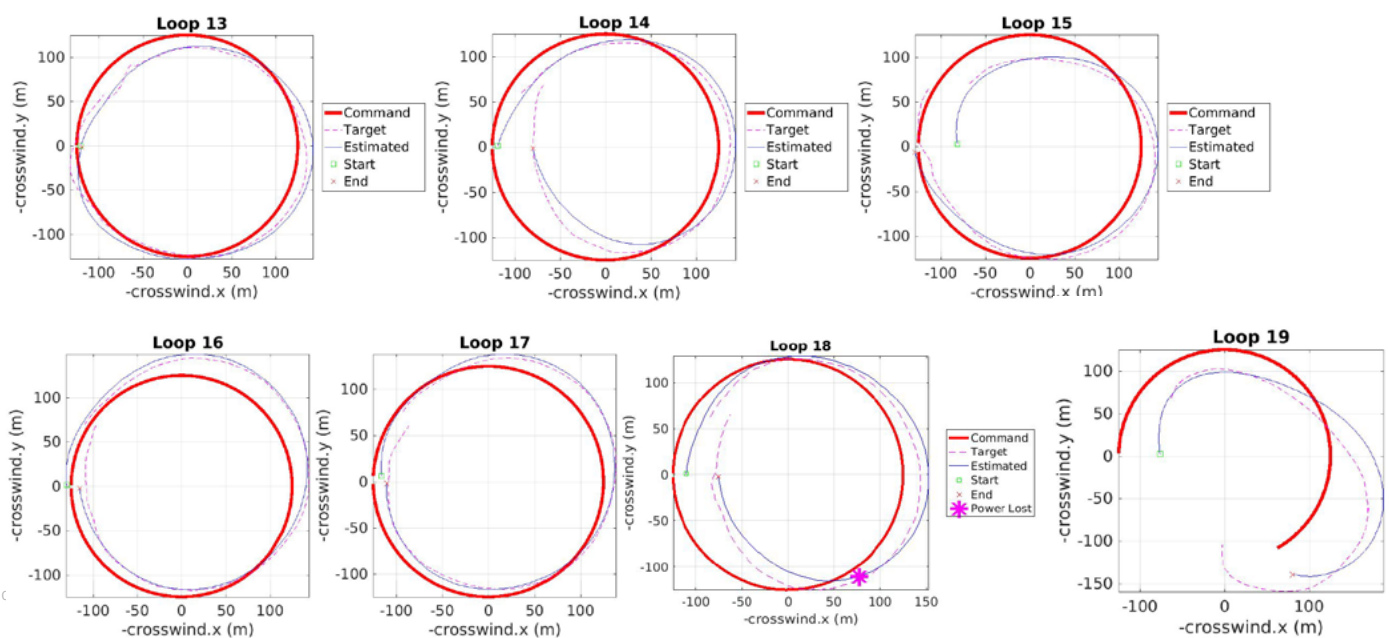 Loop 13
100
50
0
-50
-100
-crosswind.y (m)
-100 -50 0 50 100
-crosswind.x (m)
Command
Target
Estimated
Start
End
Loop 14
100
50
0
-50
-100
-crosswind.y (m)
-100 -50 0 50 100
-crosswind.x (m)
Command
Target
Estimated
Start
End
Loop 15
100
50
0
-50
-100
-crosswind.y (m)
-100 -50 0 50 100
-crosswind.x (m)
Command
Target
Estimated
Start
End
Loop 16
100
50
0
-50
-100
-crosswind.y (m)
-100 -50 0 50 100
-crosswind.x (m)
Loop 17
100
50
0
-50
-100
-crosswind.y (m)
-100 -50 0 50 100
-crosswind.x (m)
Loop 18
100
50
0
-50
-100
-crosswind.y (m)
-100 -50 0 50 100 150
-crosswind.x (m)
Command
Target
Estimated
Start
End
Power Lost
Loop 19
100
50
0
-50
-100
-150
-crosswind.y (m)
-100 0 100
-crosswind.x (m)